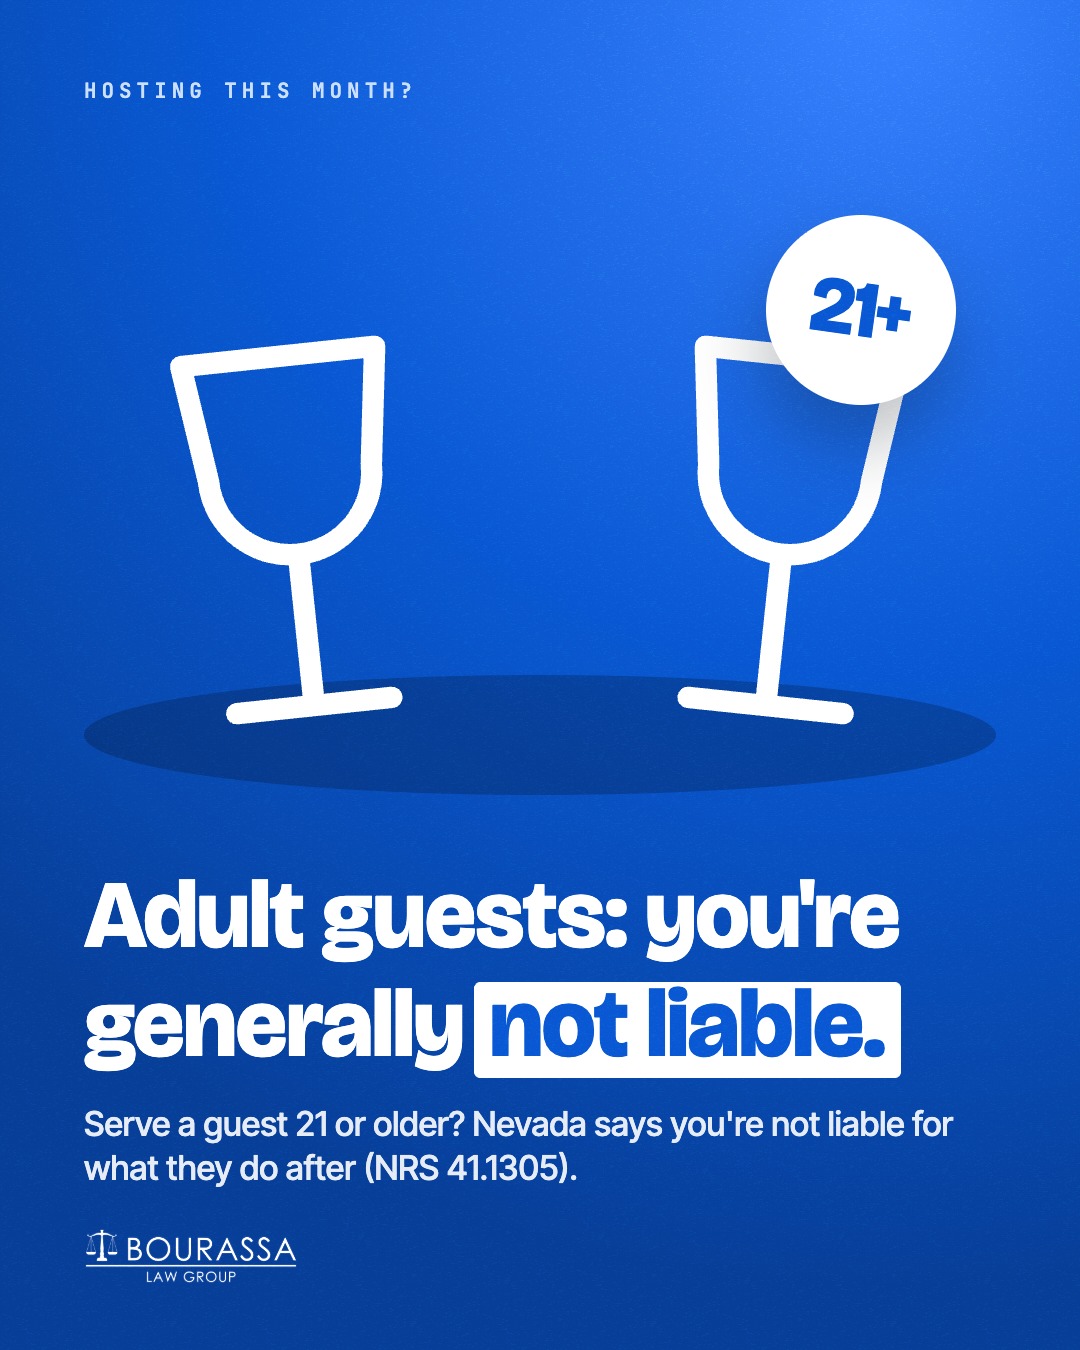 HOSTING THIS MONTH?
21+
Adult guests: you're
generally not liable.
Serve a guest 21 or older? Nevada says you're not liable for
what they do after (NRS 41.1305).
BOURASSA
LAW GROUP